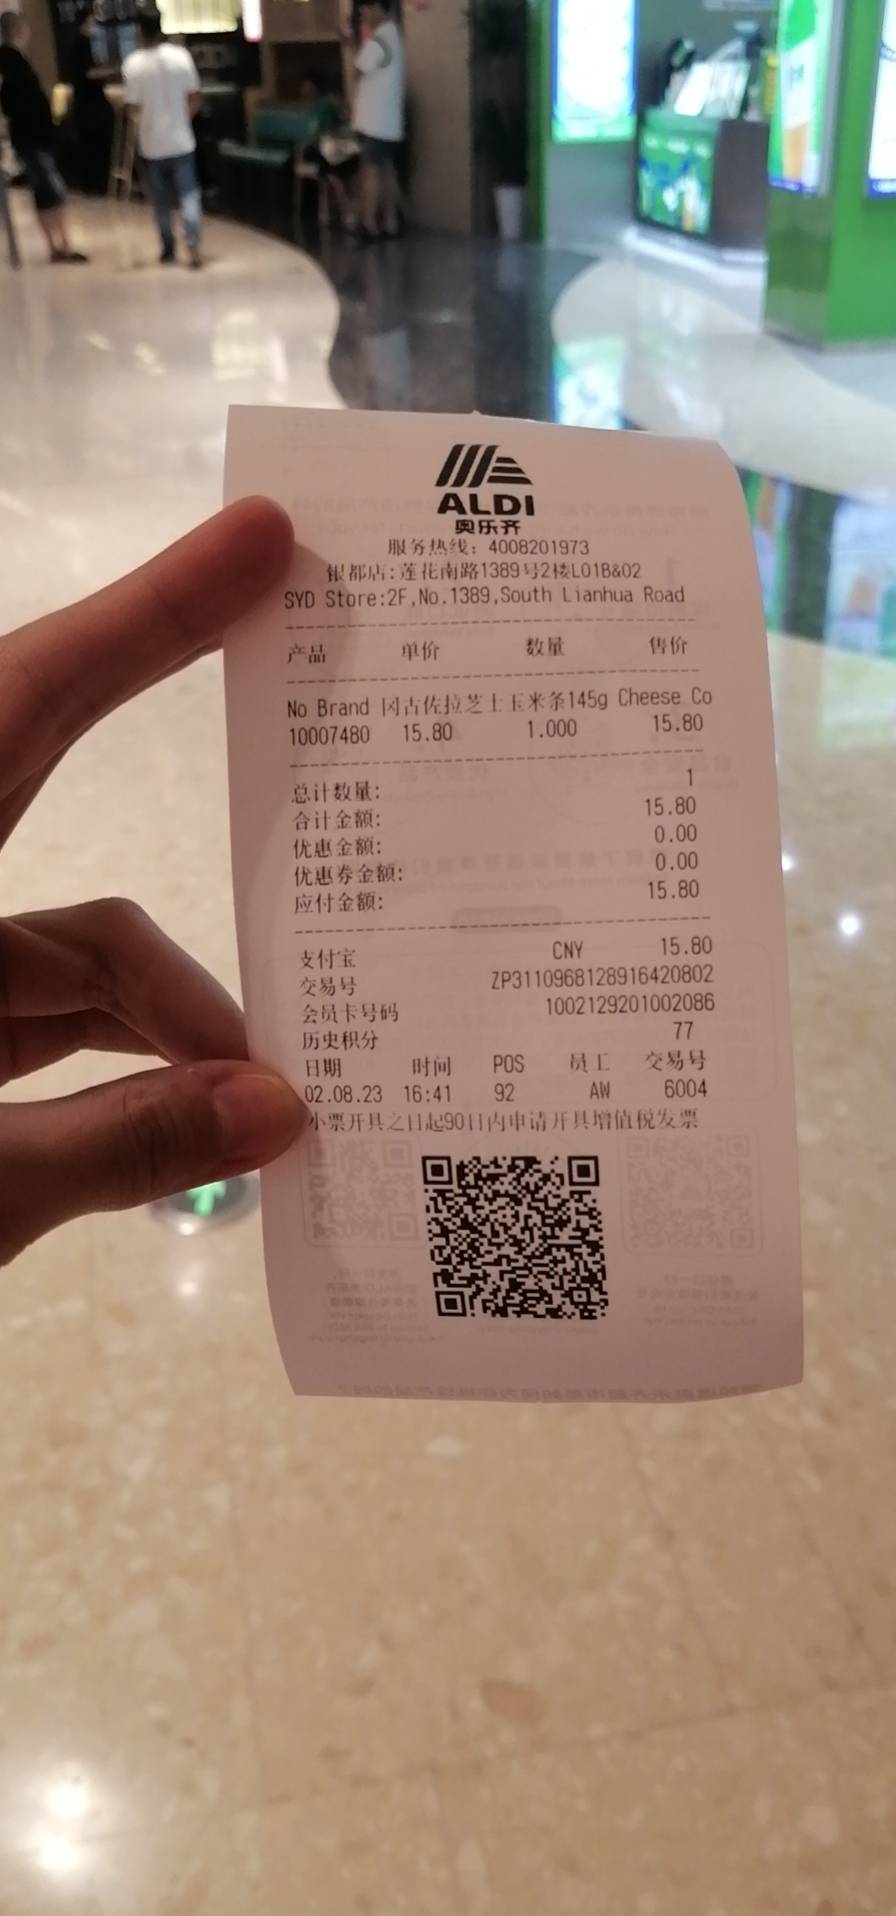 ALDI
奥乐齐
服务热线: 4008201973
银都店:莲花南路1389号2楼L01B&02
SYD Store:2F,No.1389,South Lianhua Road
产品 单价 数量 售价
No Brand 冈古佐拉芝士玉米条145g Cheese Co
10007480 15.80 1.000 15.80
总计数量: 1
合计金额: 15.80
优惠金额: 0.00
优惠券金额: 0.00
应付金额: 15.80
支付宝 CNY 15.80
交易号 ZP3110968128916420802
会员卡号码 1002129201002086
历史积分 77
日期 时间 POS 员工 交易号
02.08.23 16:41 92 AW 6004
小票开具之日起90日内申请开具增值税发票